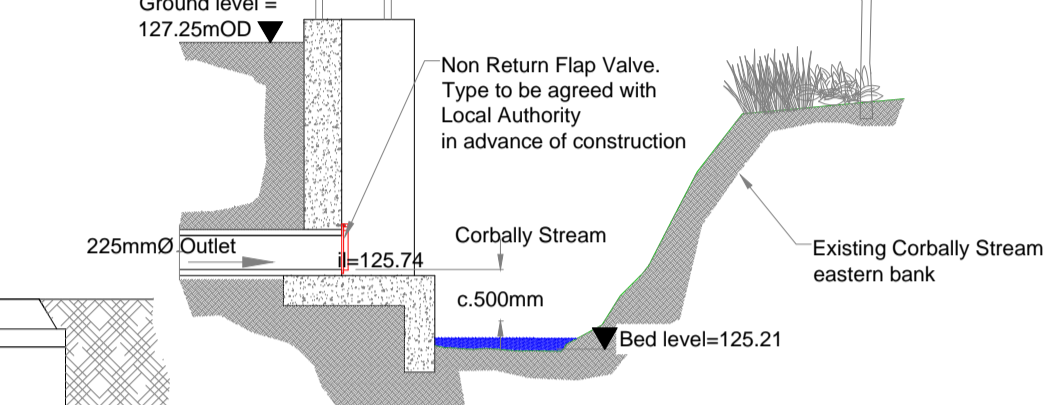 Ground level =
127.25mOD
Non Return Flap Valve.
Type to be agreed with
Local Authority
in advance of construction
225mmØ Outlet
il=125.74
Corbally Stream
c.500mm
Existing Corbally Stream
eastern bank
Bed level=125.21